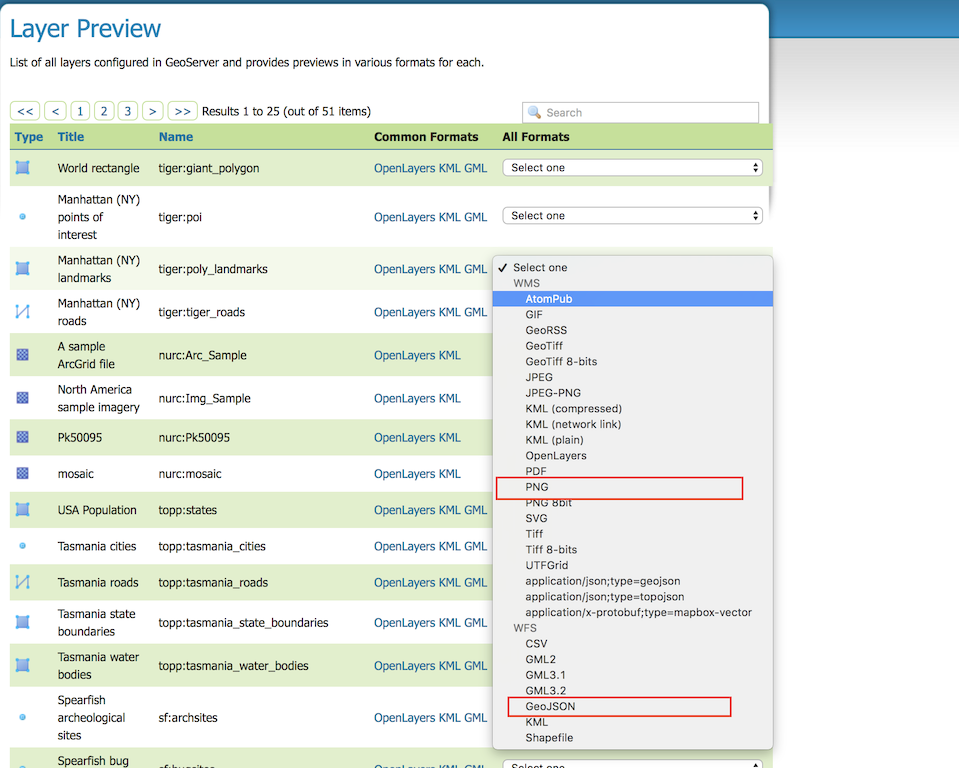 Layer Preview
List of all layers configured in GeoServer and provides previews in various formats for each.
<< < 1 2 3 > >> Results 1 to 25 (out of 51 items)
Search
Type Title Name Common Formats All Formats
World rectangle tiger:giant_polygon OpenLayers KML GML Select one
Manhattan (NY)
points of
interest
tiger:poi OpenLayers KML GML Select one
Manhattan (NY)
landmarks
tiger:poly_landmarks OpenLayers KML GML
Manhattan (NY)
roads
tiger:tiger_roads OpenLayers KML GML
A sample
ArcGrid file
nurc:Arc_Sample OpenLayers KML
North America
sample imagery
nurc:Img_Sample OpenLayers KML
Pk50095 nurc:Pk50095 OpenLayers KML
mosaic nurc:mosaic OpenLayers KML
USA Population topp:states OpenLayers KML GML
Tasmania cities topp:tasmania_cities OpenLayers KML GML
Tasmania roads topp:tasmania_roads OpenLayers KML GML
Tasmania state
boundaries
topp:tasmania_state_boundaries OpenLayers KML GML
Tasmania water
bodies
topp:tasmania_water_bodies OpenLayers KML GML
Spearfish
archeological
sites
sf:archsites OpenLayers KML GML
Spearfish bug
sf:bugsites OpenLayers KML GML Select one
✓ Select one
WMS
AtomPub
GIF
GeoRSS
GeoTiff
GeoTiff 8-bits
JPEG
JPEG-PNG
KML (compressed)
KML (network link)
KML (plain)
OpenLayers
PDF
PNG
PNG 8bit
SVG
Tiff
Tiff 8-bits
UTFGrid
application/json;type=geojson
application/json;type=topojson
application/x-protobuf;type=mapbox-vector
WFS
CSV
GML2
GML3.1
GML3.2
GeoJSON
KML
Shapefile